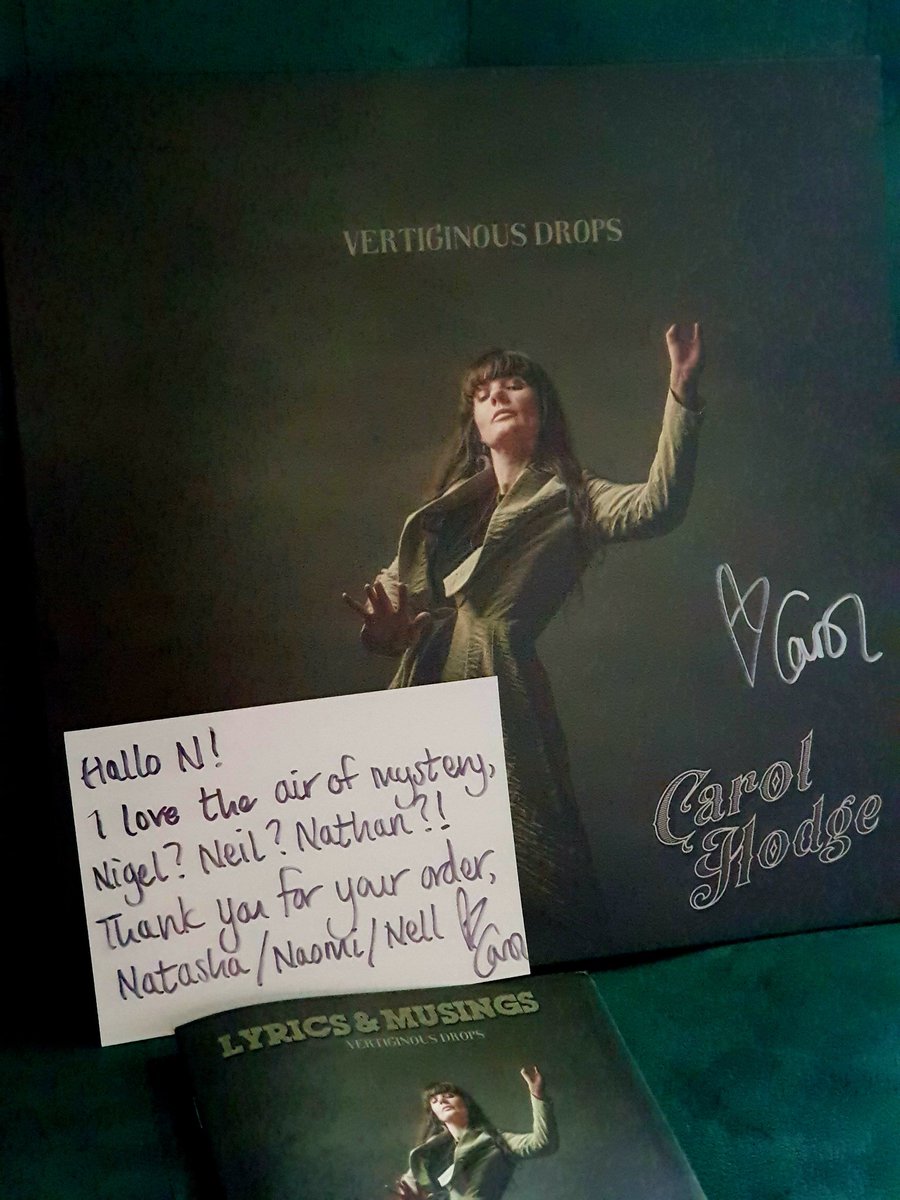 VERTIGINOUS DROPS
♡ Carol
Carol
Hodge
Hallo N!
I love the air of mystery,
Nigel? Neil? Nathan?!
Thank you for your order,
Natasha/Naomi/Nell ♡ Carol
LYRICS & MUSINGS
VERTIGINOUS DROPS